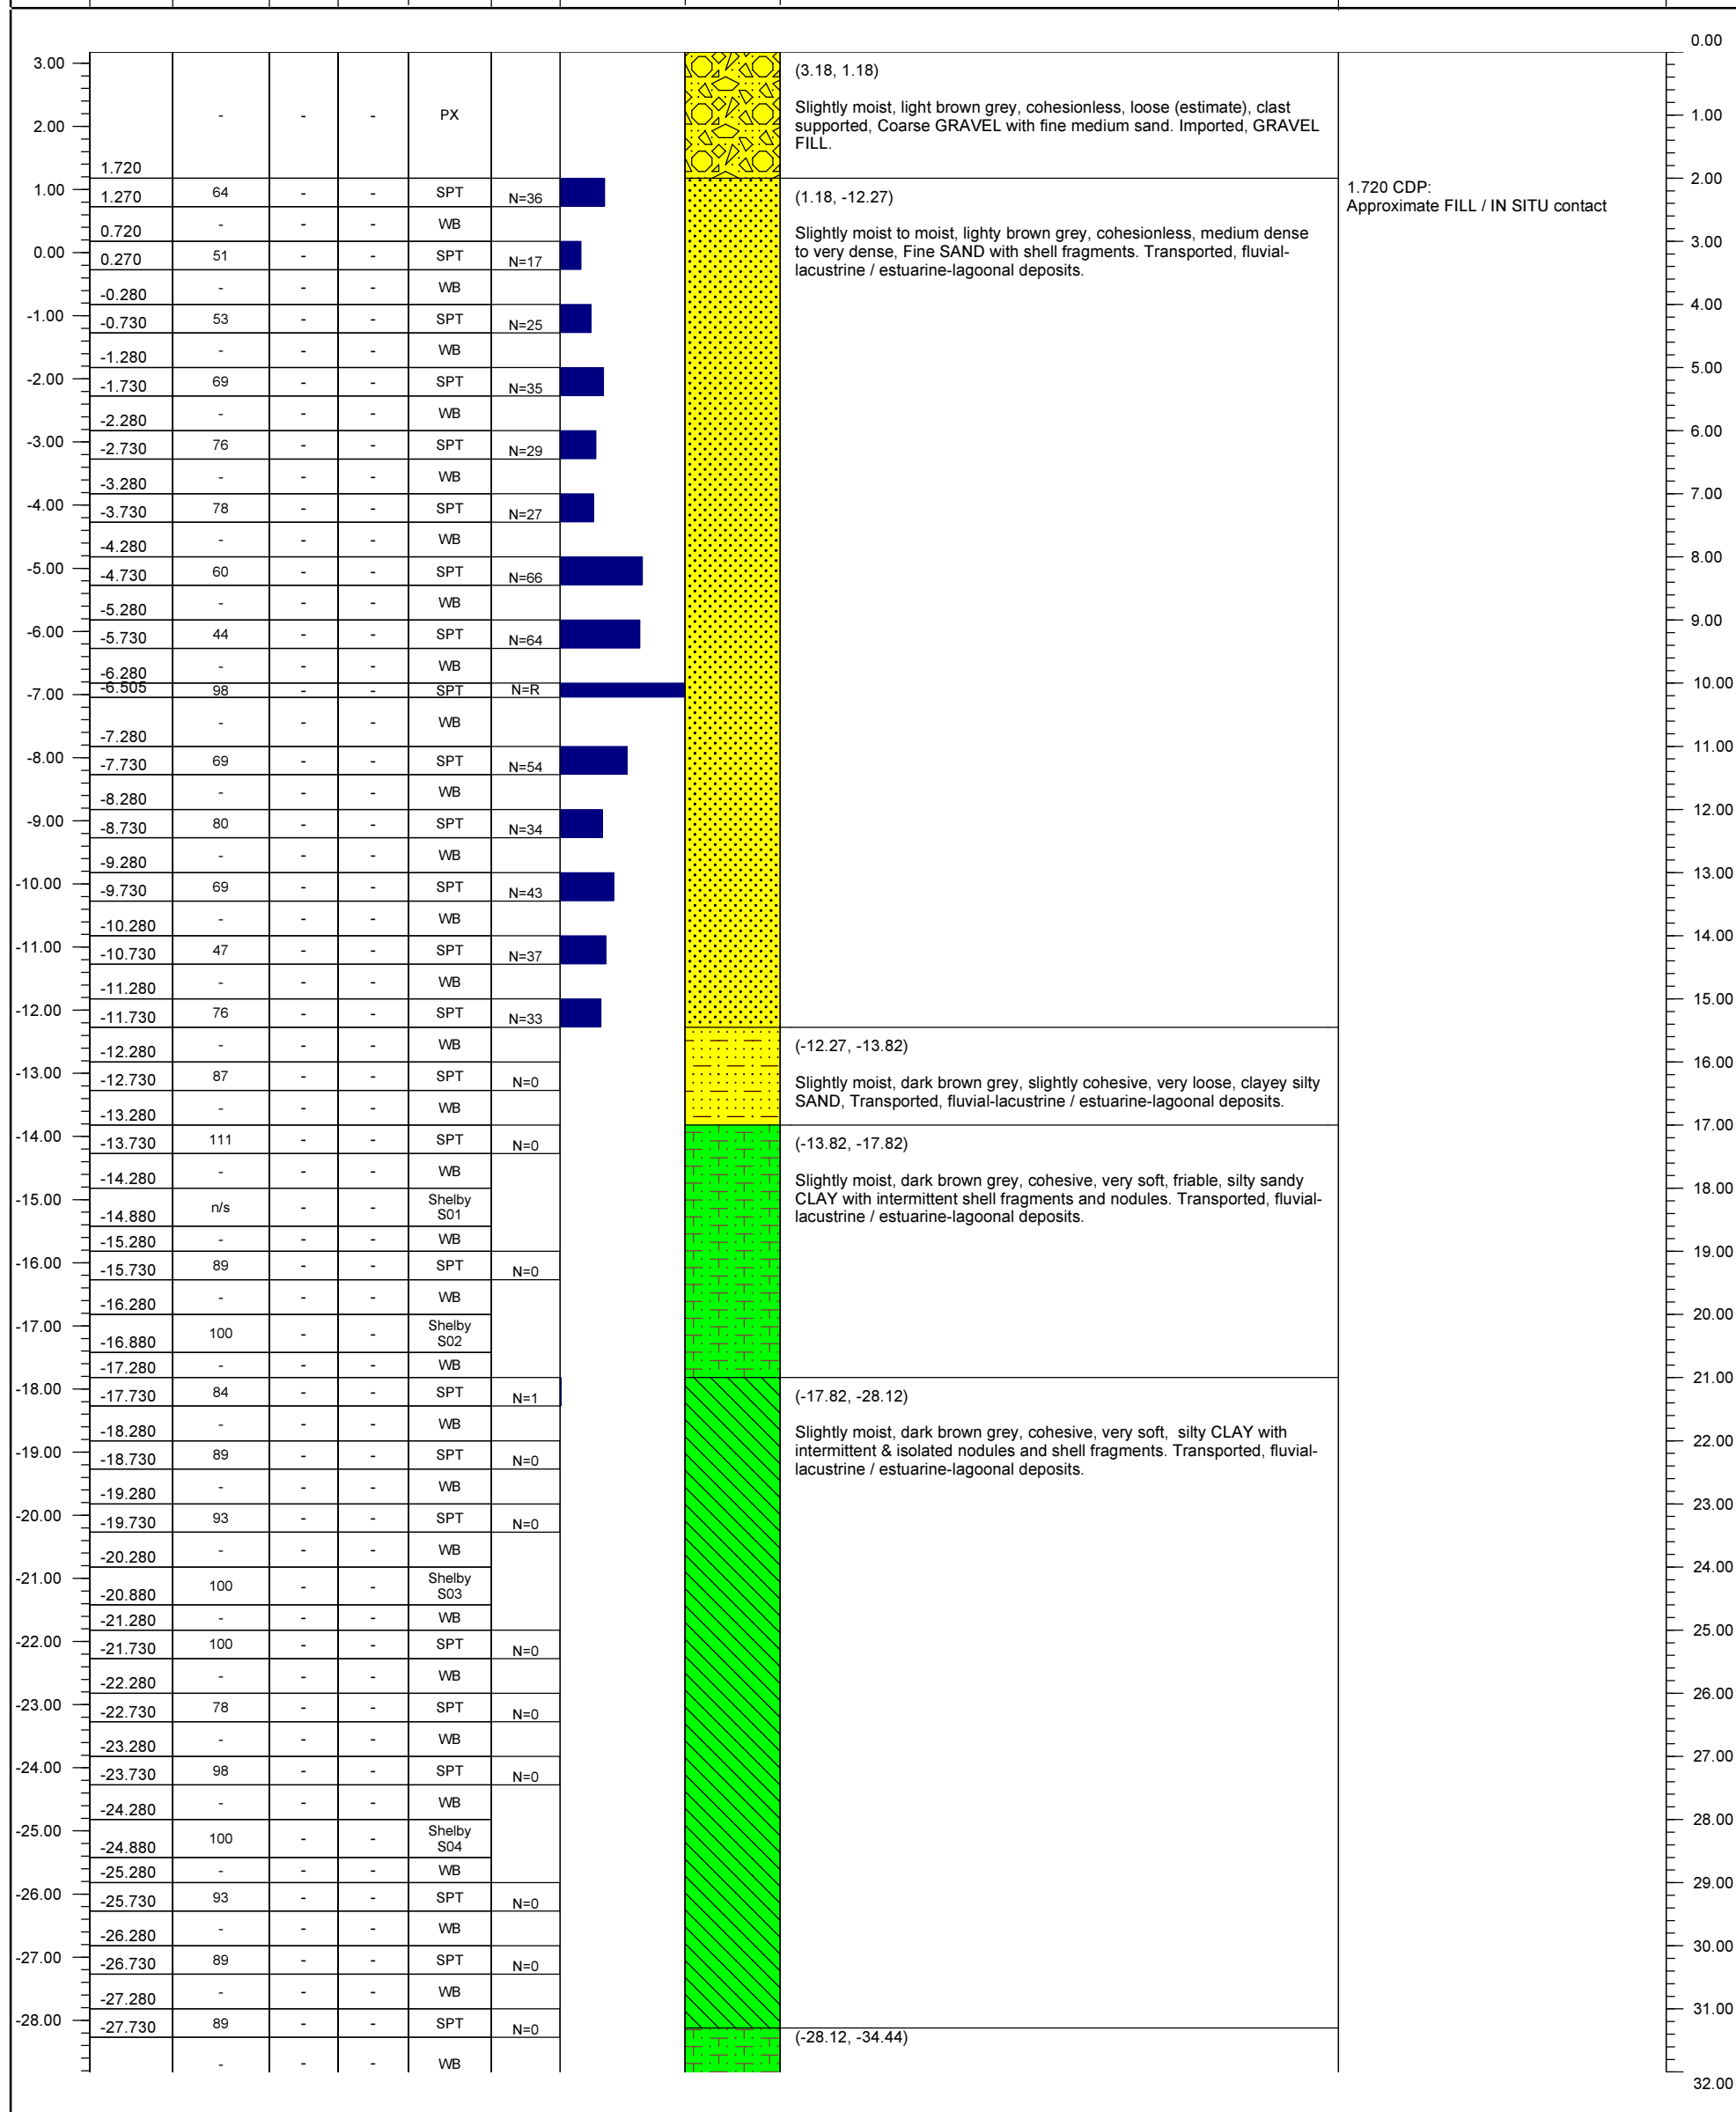 0.00
3.00
(3.18, 1.18)
Slightly moist, light brown grey, cohesionless, loose (estimate), clast
supported, Coarse GRAVEL with fine medium sand. Imported, GRAVEL
FILL.
- - - PX
1.00
2.00
1.720
2.00
1.00
1.270 64 - - SPT N=36
(1.18, -12.27)
1.720 CDP:
Approximate FILL / IN SITU contact
Slightly moist to moist, lighty brown grey, cohesionless, medium dense
to very dense, Fine SAND with shell fragments. Transported, fluvial-
lacustrine / estuarine-lagoonal deposits.
0.720 - - - WB
3.00
0.00
0.270 51 - - SPT N=17
-0.280 - - - WB
4.00
-1.00
-0.730 53 - - SPT N=25
-1.280 - - - WB
5.00
-2.00
-1.730 69 - - SPT N=35
-2.280 - - - WB
6.00
-3.00
-2.730 76 - - SPT N=29
-3.280 - - - WB
7.00
-4.00
-3.730 78 - - SPT N=27
-4.280 - - - WB
8.00
-5.00
-4.730 60 - - SPT N=66
-5.280 - - - WB
9.00
-6.00
-5.730 44 - - SPT N=64
-6.280 - - - WB
10.00
-7.00
-6.505 98 - - SPT N=R
-7.280 - - - WB
11.00
-8.00
-7.730 69 - - SPT N=54
-8.280 - - - WB
12.00
-9.00
-8.730 80 - - SPT N=34
-9.280 - - - WB
13.00
-10.00
-9.730 69 - - SPT N=43
-10.280 - - - WB
14.00
-11.00
-10.730 47 - - SPT N=37
-11.280 - - - WB
15.00
-12.00
-11.730 76 - - SPT N=33
-12.280 - - - WB
(-12.27, -13.82)
Slightly moist, dark brown grey, slightly cohesive, very loose, clayey silty
SAND, Transported, fluvial-lacustrine / estuarine-lagoonal deposits.
16.00
-13.00
-12.730 87 - - SPT N=0
-13.280 - - - WB
17.00
-14.00
-13.730 111 - - SPT N=0
(-13.82, -17.82)
Slightly moist, dark brown grey, cohesive, very soft, friable, silty sandy
CLAY with intermittent shell fragments and nodules. Transported, fluvial-
lacustrine / estuarine-lagoonal deposits.
-14.280 - - - WB
18.00
-15.00
-14.880 n/s - - Shelby
S01
-15.280 - - - WB
19.00
-16.00
-15.730 89 - - SPT N=0
-16.280 - - - WB
20.00
-17.00
-16.880 100 - - Shelby
S02
-17.280 - - - WB
21.00
-18.00
-17.730 84 - - SPT N=1
(-17.82, -28.12)
Slightly moist, dark brown grey, cohesive, very soft, silty CLAY with
intermittent & isolated nodules and shell fragments. Transported, fluvial-
lacustrine / estuarine-lagoonal deposits.
-18.280 - - - WB
22.00
-19.00
-18.730 89 - - SPT N=0
-19.280 - - - WB
23.00
-20.00
-19.730 93 - - SPT N=0
-20.280 - - - WB
24.00
-21.00
-20.880 100 - - Shelby
S03
-21.280 - - - WB
25.00
-22.00
-21.730 100 - - SPT N=0
-22.280 - - - WB
26.00
-23.00
-22.730 78 - - SPT N=0
-23.280 - - - WB
27.00
-24.00
-23.730 98 - - SPT N=0
-24.280 - - - WB
28.00
-25.00
-24.880 100 - - Shelby
S04
-25.280 - - - WB
29.00
-26.00
-25.730 93 - - SPT N=0
-26.280 - - - WB
30.00
-27.00
-26.730 89 - - SPT N=0
-27.280 - - - WB
31.00
-28.00
-27.730 89 - - SPT N=0
(-28.12, -34.44)
- - - WB
32.00